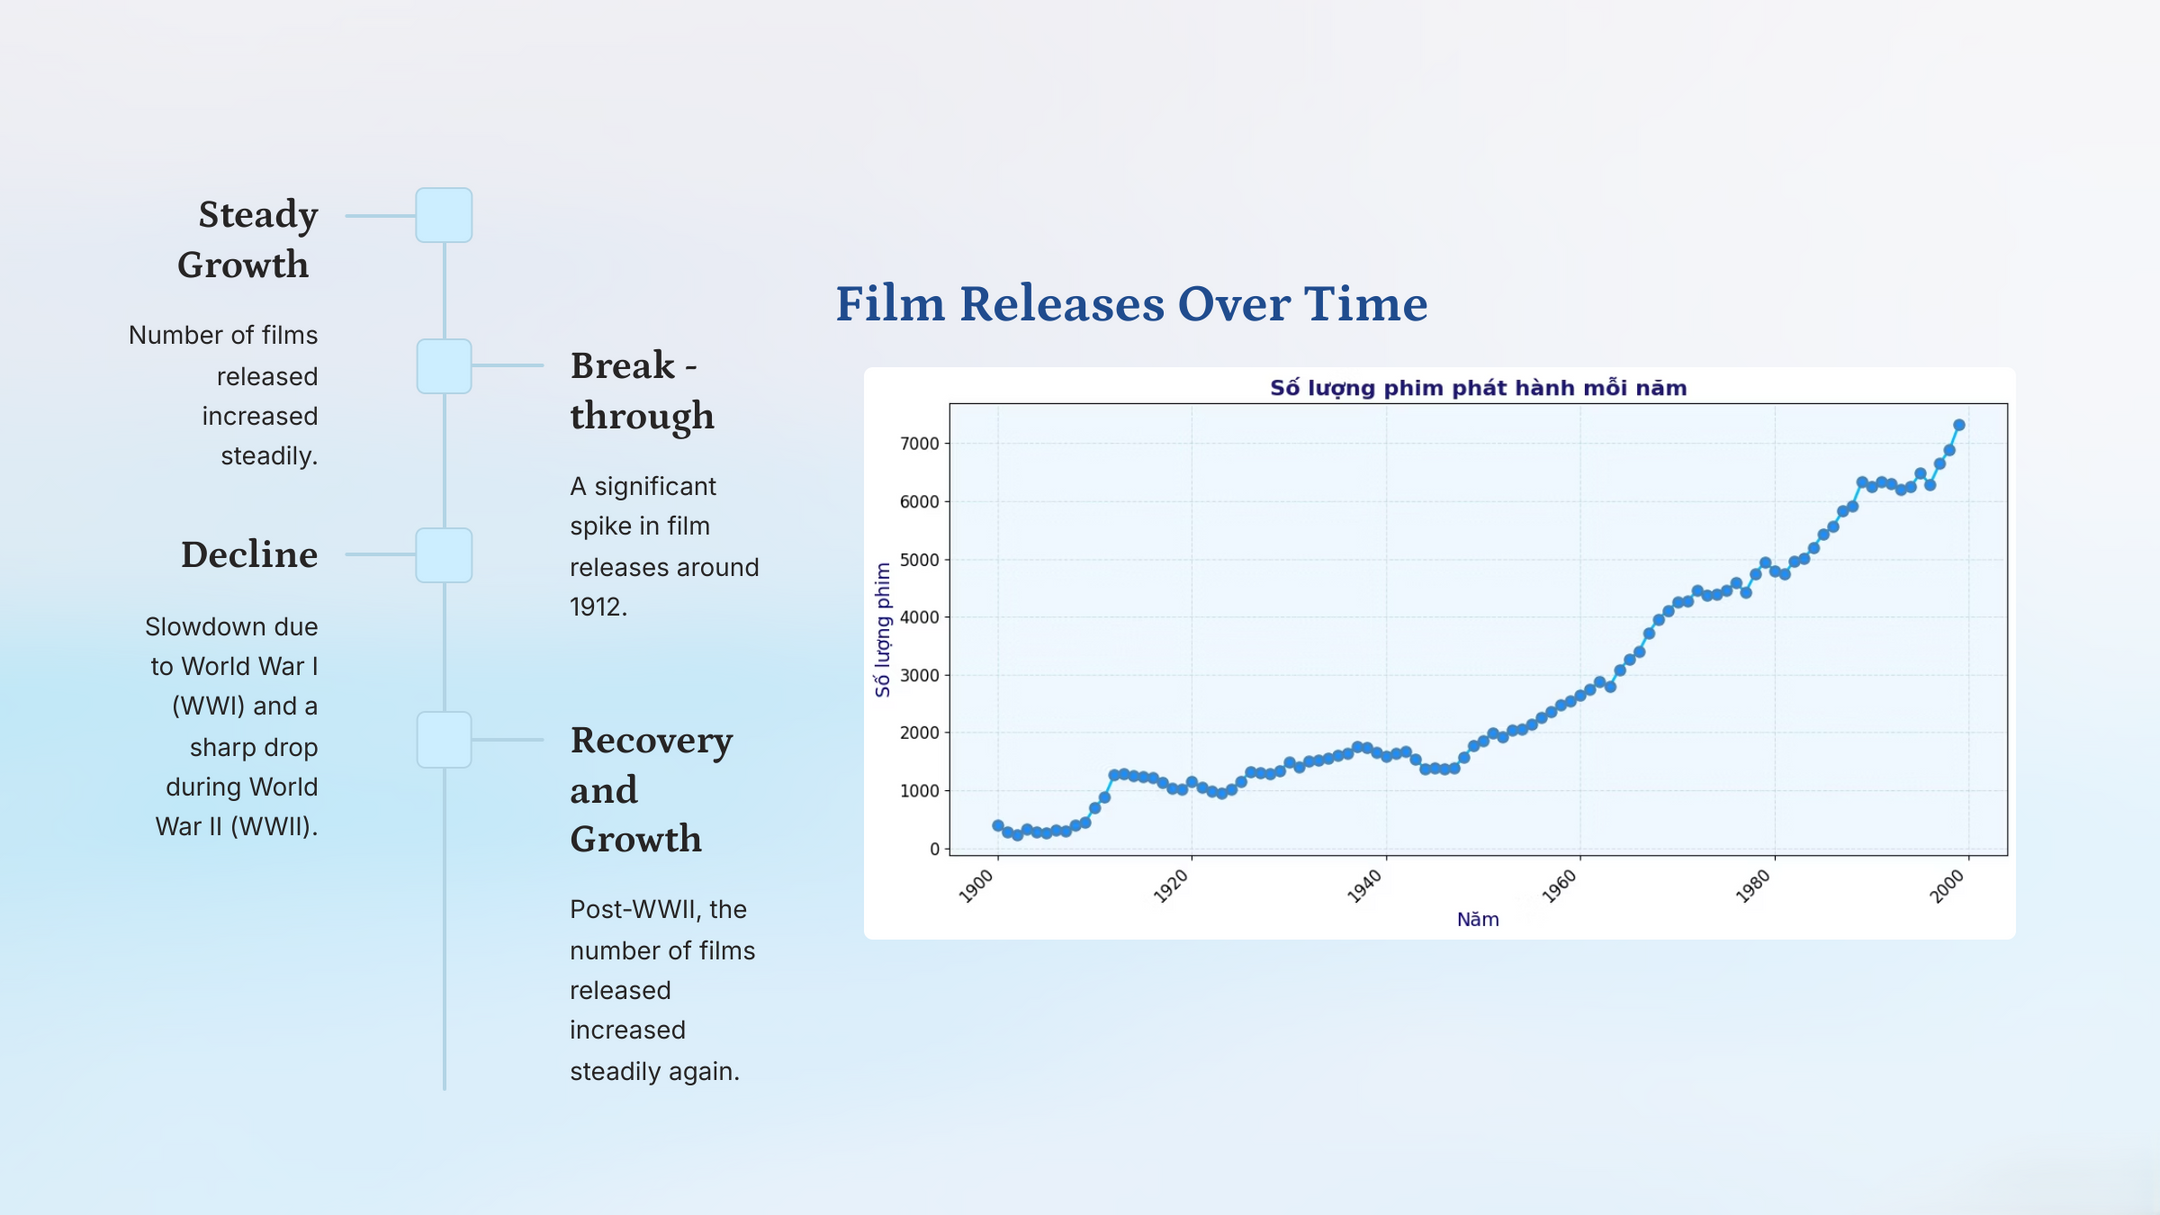 Steady
Growth
Number of films
released
increased
steadily.
Break -
through
A significant
spike in film
releases around
1912.
Decline
Slowdown due
to World War I
(WWI) and a
sharp drop
during World
War II (WWII).
Recovery
and
Growth
Post-WWII, the
number of films
released
increased
steadily again.
Film Releases Over Time
Số lượng phim phát hành mỗi năm
Số lượng phim
7000
6000
5000
4000
3000
2000
1000
0
1900
1920
1940
1960
1980
2000
Năm